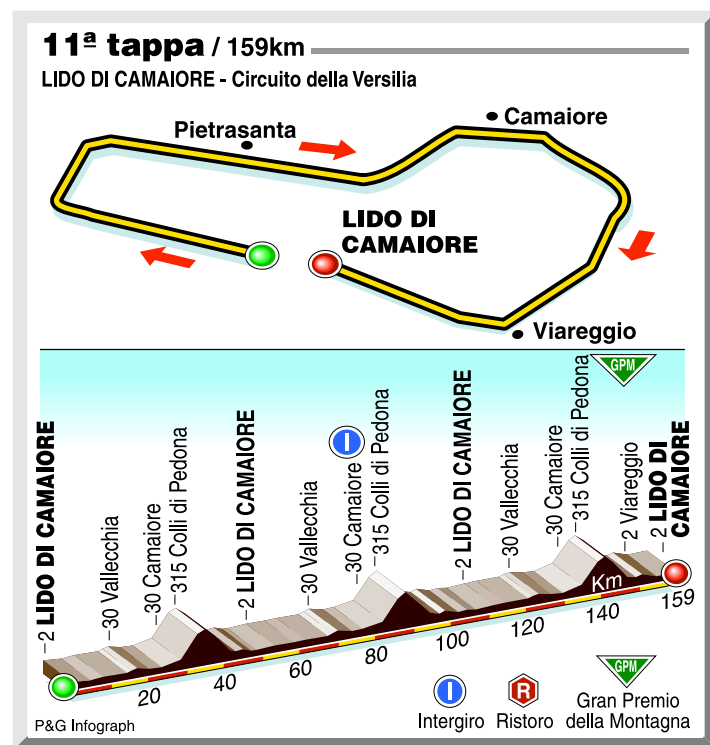 11ª tappa / 159km
LIDO DI CAMAIORE - Circuito della Versilia
Pietrasanta
Camaiore
LIDO DI
CAMAIORE
Viareggio
2 LIDO DI CAMAIORE
30 Vallecchia
30 Camaiore
315 Colli di Pedona
2 LIDO DI CAMAIORE
30 Vallecchia
I
30 Camaiore
315 Colli di Pedona
2 LIDO DI CAMAIORE
30 Vallecchia
30 Camaiore
315 Colli di Pedona
GPM
2 Viareggio
2 LIDO DI
CAMAIORE
Km
20
40
60
80
100
120
140
159
I
Intergiro
R
Ristoro
GPM
Gran Premio
della Montagna
P&G Infograph